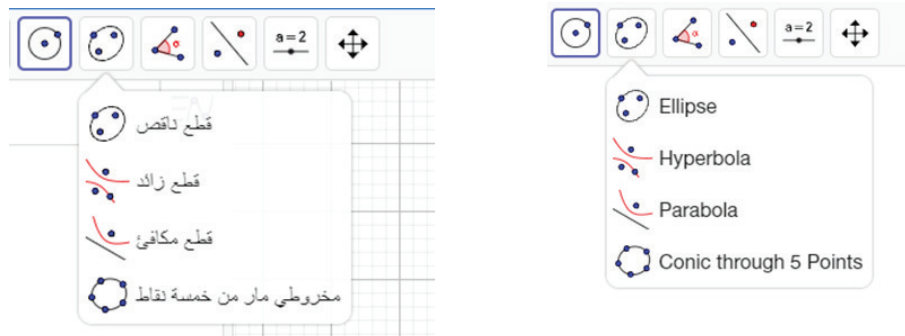 a=2
قطع ناقص
قطع زائد
قطع مكافئ
مخروطي مار من خمسة نقاط
a=2
Ellipse
Hyperbola
Parabola
Conic through 5 Points